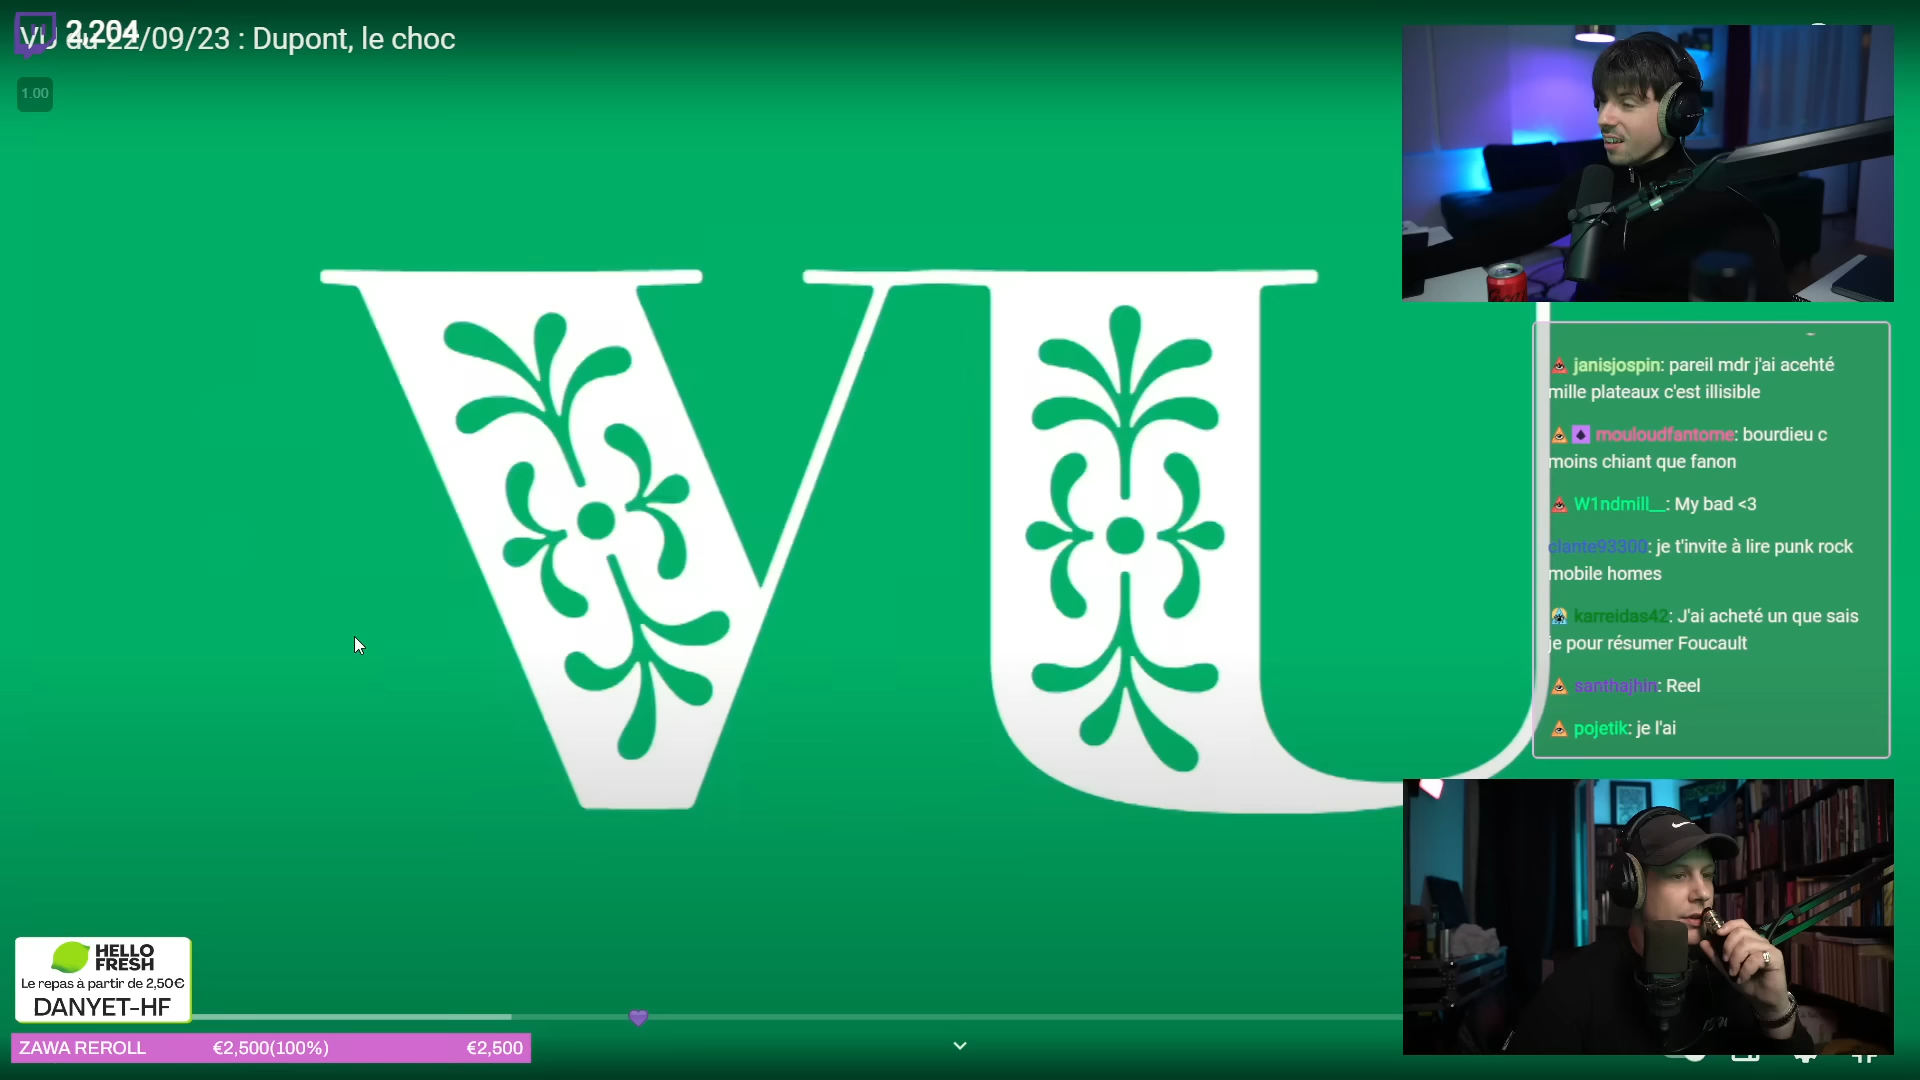 2,204
VU du 22/09/23 : Dupont, le choc
1.00
VU
janisjospin: pareil mdr j'ai acehté
mille plateaux c'est illisible
mouloudfantome: bourdieu c
moins chiant que fanon
W1ndmill__: My bad <3
clante93300: je t'invite à lire punk rock
mobile homes
karreidas42: J'ai acheté un que sais
je pour résumer Foucault
santhajhin: Reel
pojetik: je l'ai
HELLO
FRESH
Le repas à partir de 2,50€
DANYET-HF
ZAWA REROLL €2,500(100%) €2,500